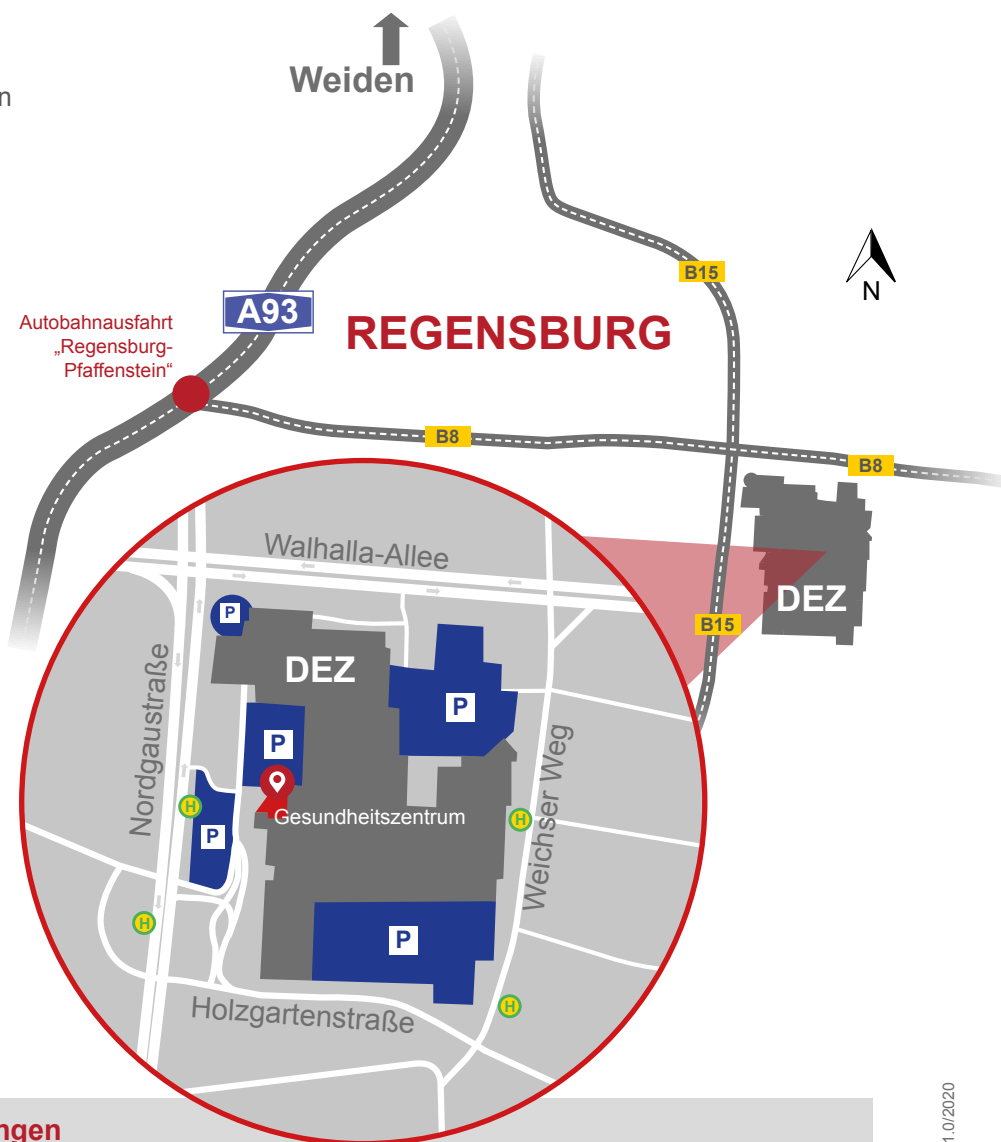 Weiden
n
B15
N
A93
Autobahnausfahrt
„Regensburg-
Pfaffenstein“
REGENSBURG
B8
B8
Walhalla-Allee
DEZ
P
B15
DEZ
P
Nordgaustraße
P
Weichser Weg
H
Gesundheitszentrum
H
P
H
P
H
Holzgartenstraße
1.0/2020
ngen